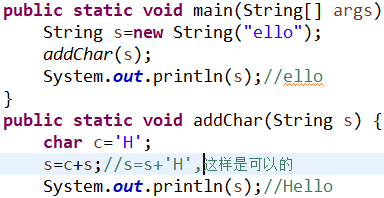 public static void main(String[] args)
String s=new String("ello");
addChar(s);
System.out.println(s);//ello
}
public static void addChar(String s) {
char c='H';
s=c+s;//s=s+'H',这样是可以的
System.out.println(s);//Hello